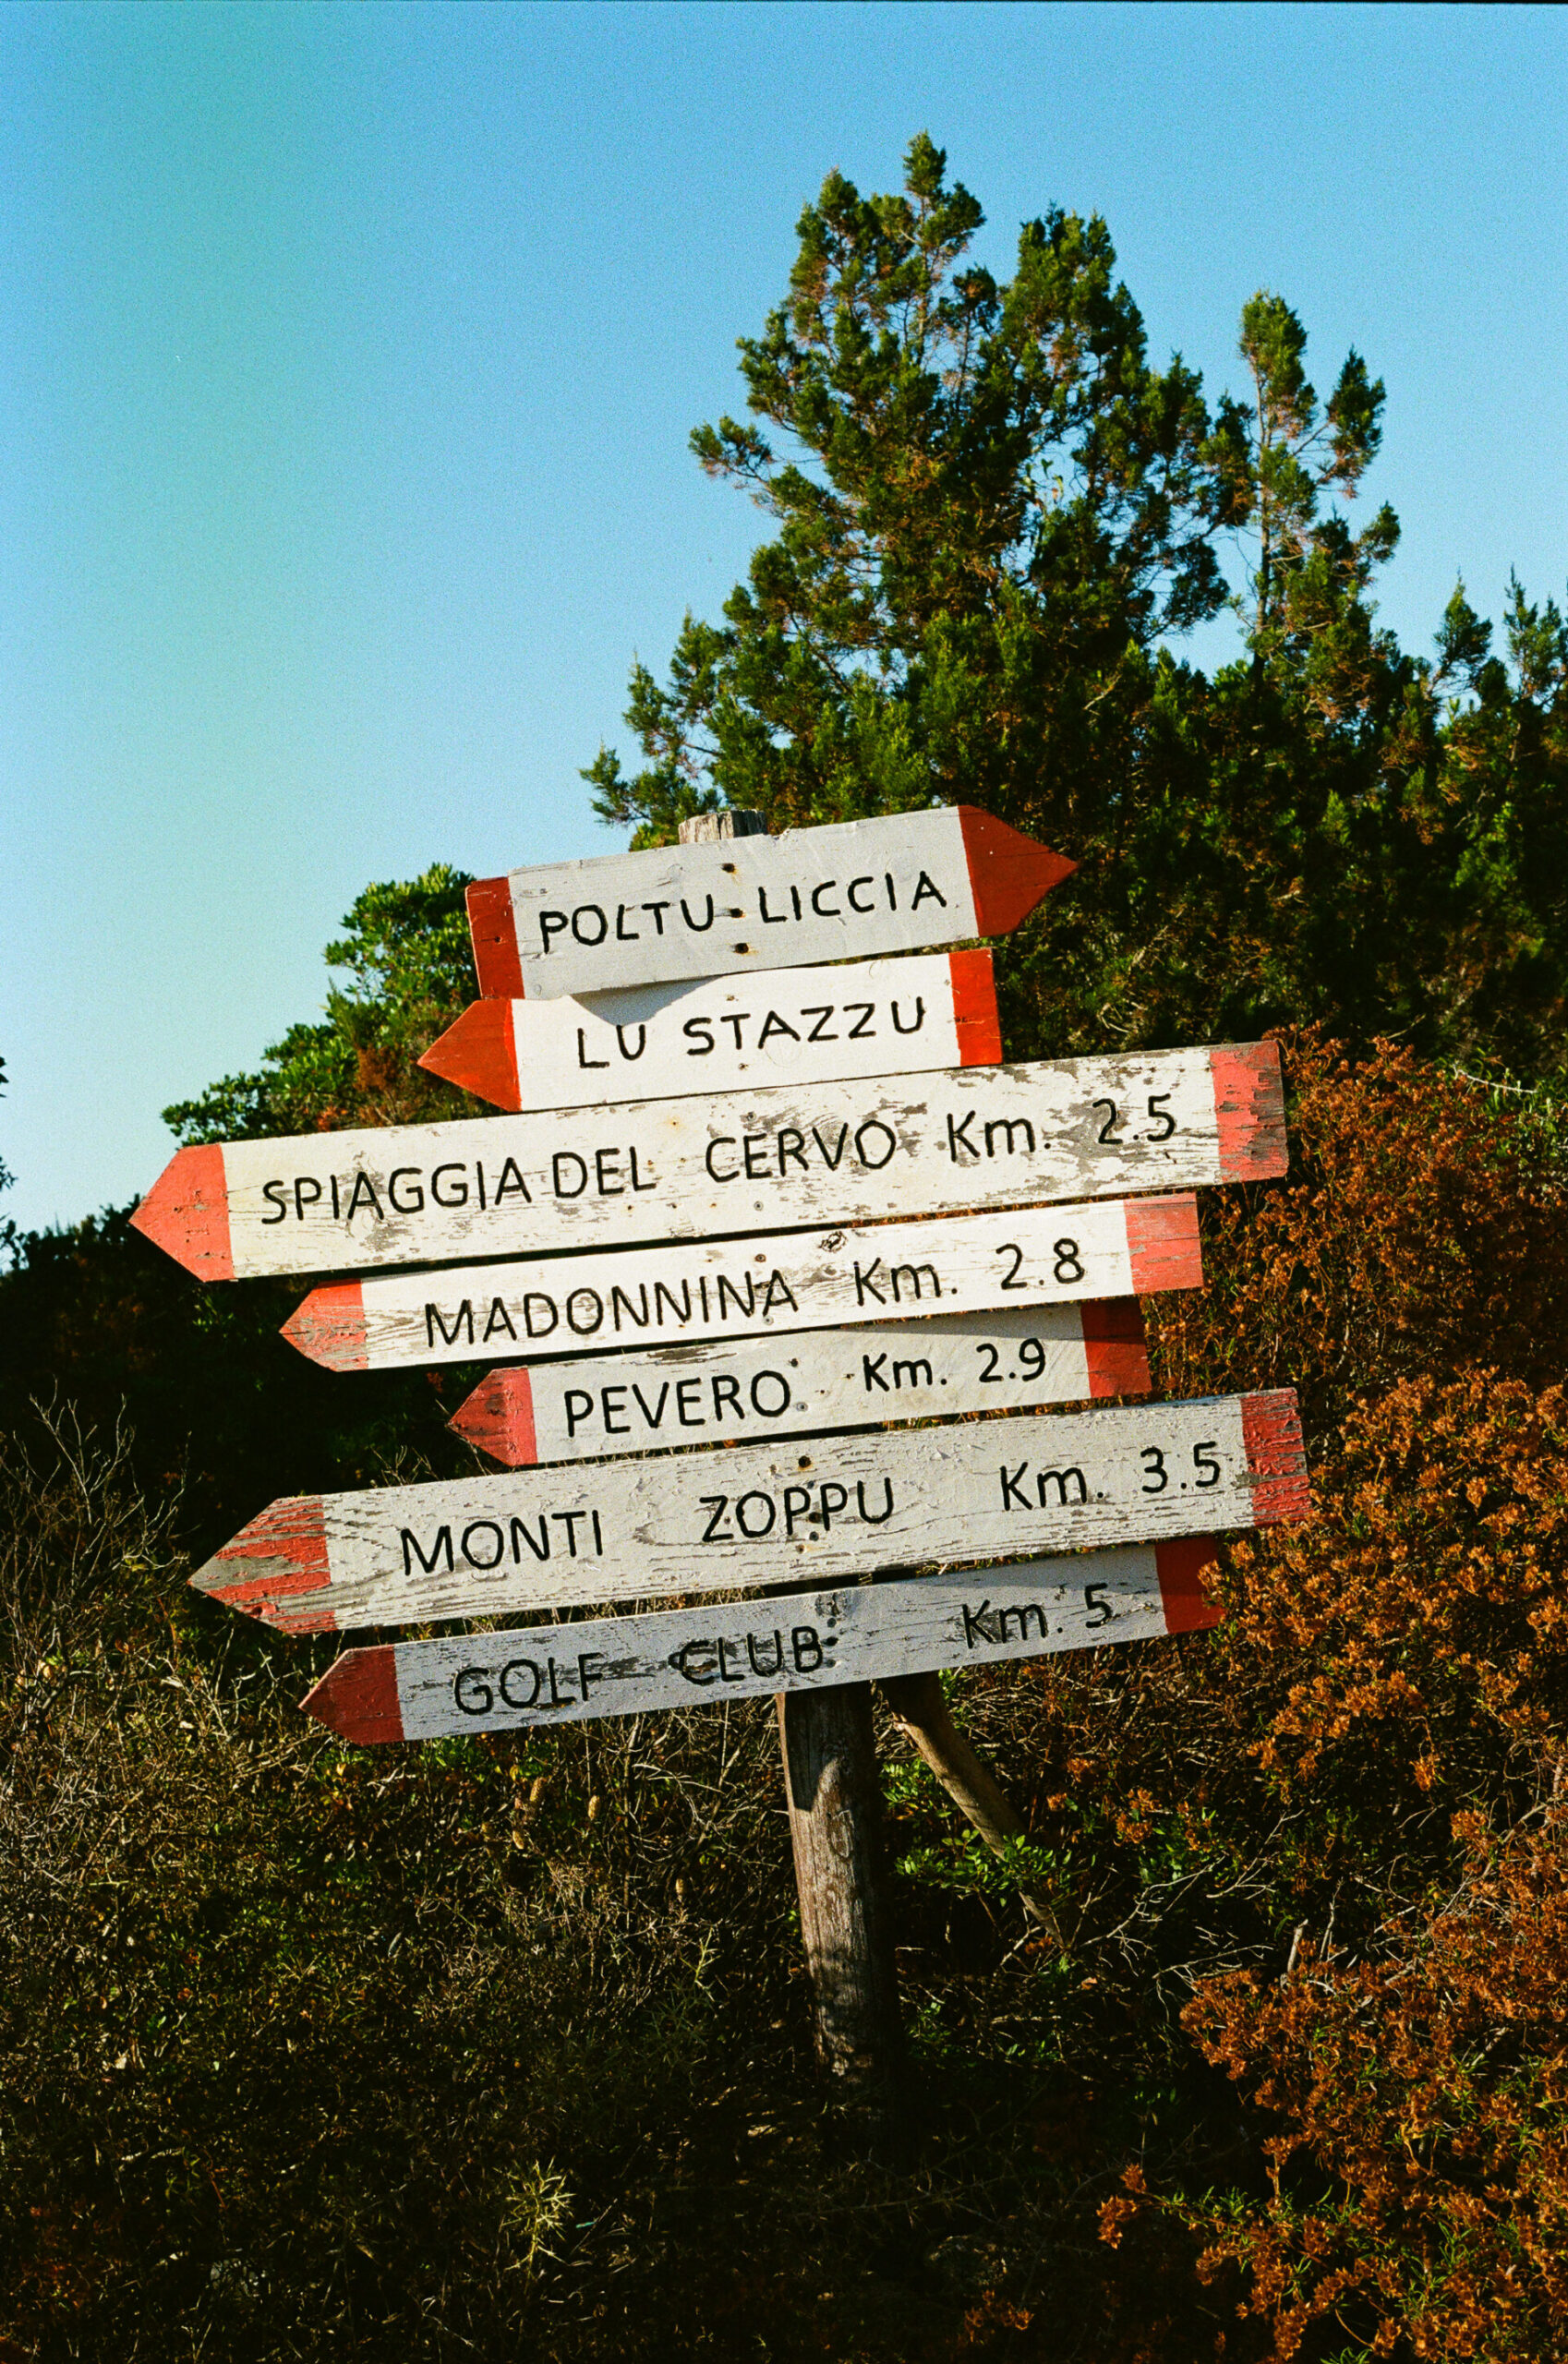 POLTU-LICCIA
LU STAZZU
SPIAGGIA DEL CERVO Km. 2.5
MADONNINA Km. 2.8
PEVERO Km. 2.9
MONTI ZOPPU Km. 3.5
GOLF CLUB Km. 5